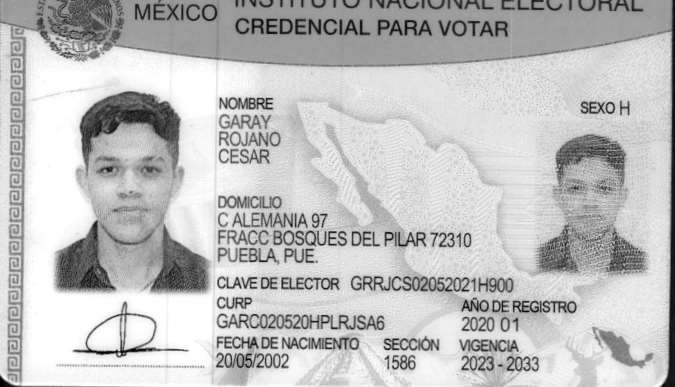 MÉXICO
INSTITUTO NACIONAL ELECTORAL
CREDENCIAL PARA VOTAR
NOMBRE
SEXO H
GARAY
ROJANO
CESAR
DOMICILIO
C ALEMANIA 97
FRACC BOSQUES DEL PILAR 72310
PUEBLA, PUE.
CLAVE DE ELECTOR GRRJCS02052021H900
CURP
GARC020520HPLRJSA6
AÑO DE REGISTRO
2020 01
FECHA DE NACIMIENTO
20/05/2002
SECCIÓN
1586
VIGENCIA
2023 - 2033